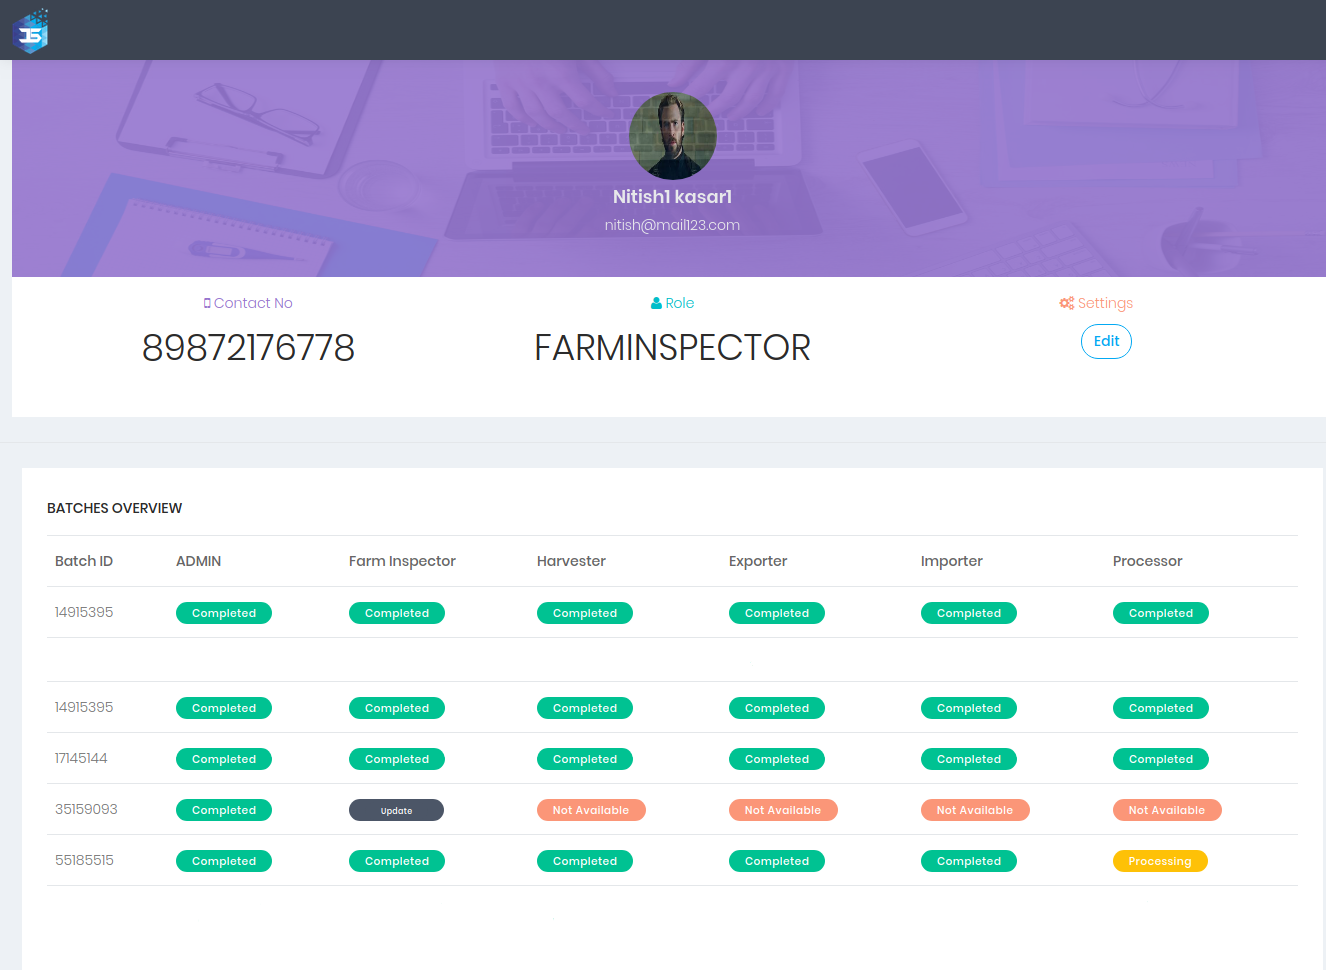 JS
Nitish1 kasar1
nitish@mail123.com
Contact No
Role
Settings
89872176778
FARMINSPECTOR
Edit
BATCHES OVERVIEW
Batch ID ADMIN Farm Inspector Harvester Exporter Importer Processor
14915395 Completed Completed Completed Completed Completed Completed
14915395 Completed Completed Completed Completed Completed Completed
17145144 Completed Completed Completed Completed Completed Completed
35159093 Completed Update Not Available Not Available Not Available Not Available
55185515 Completed Completed Completed Completed Completed Processing